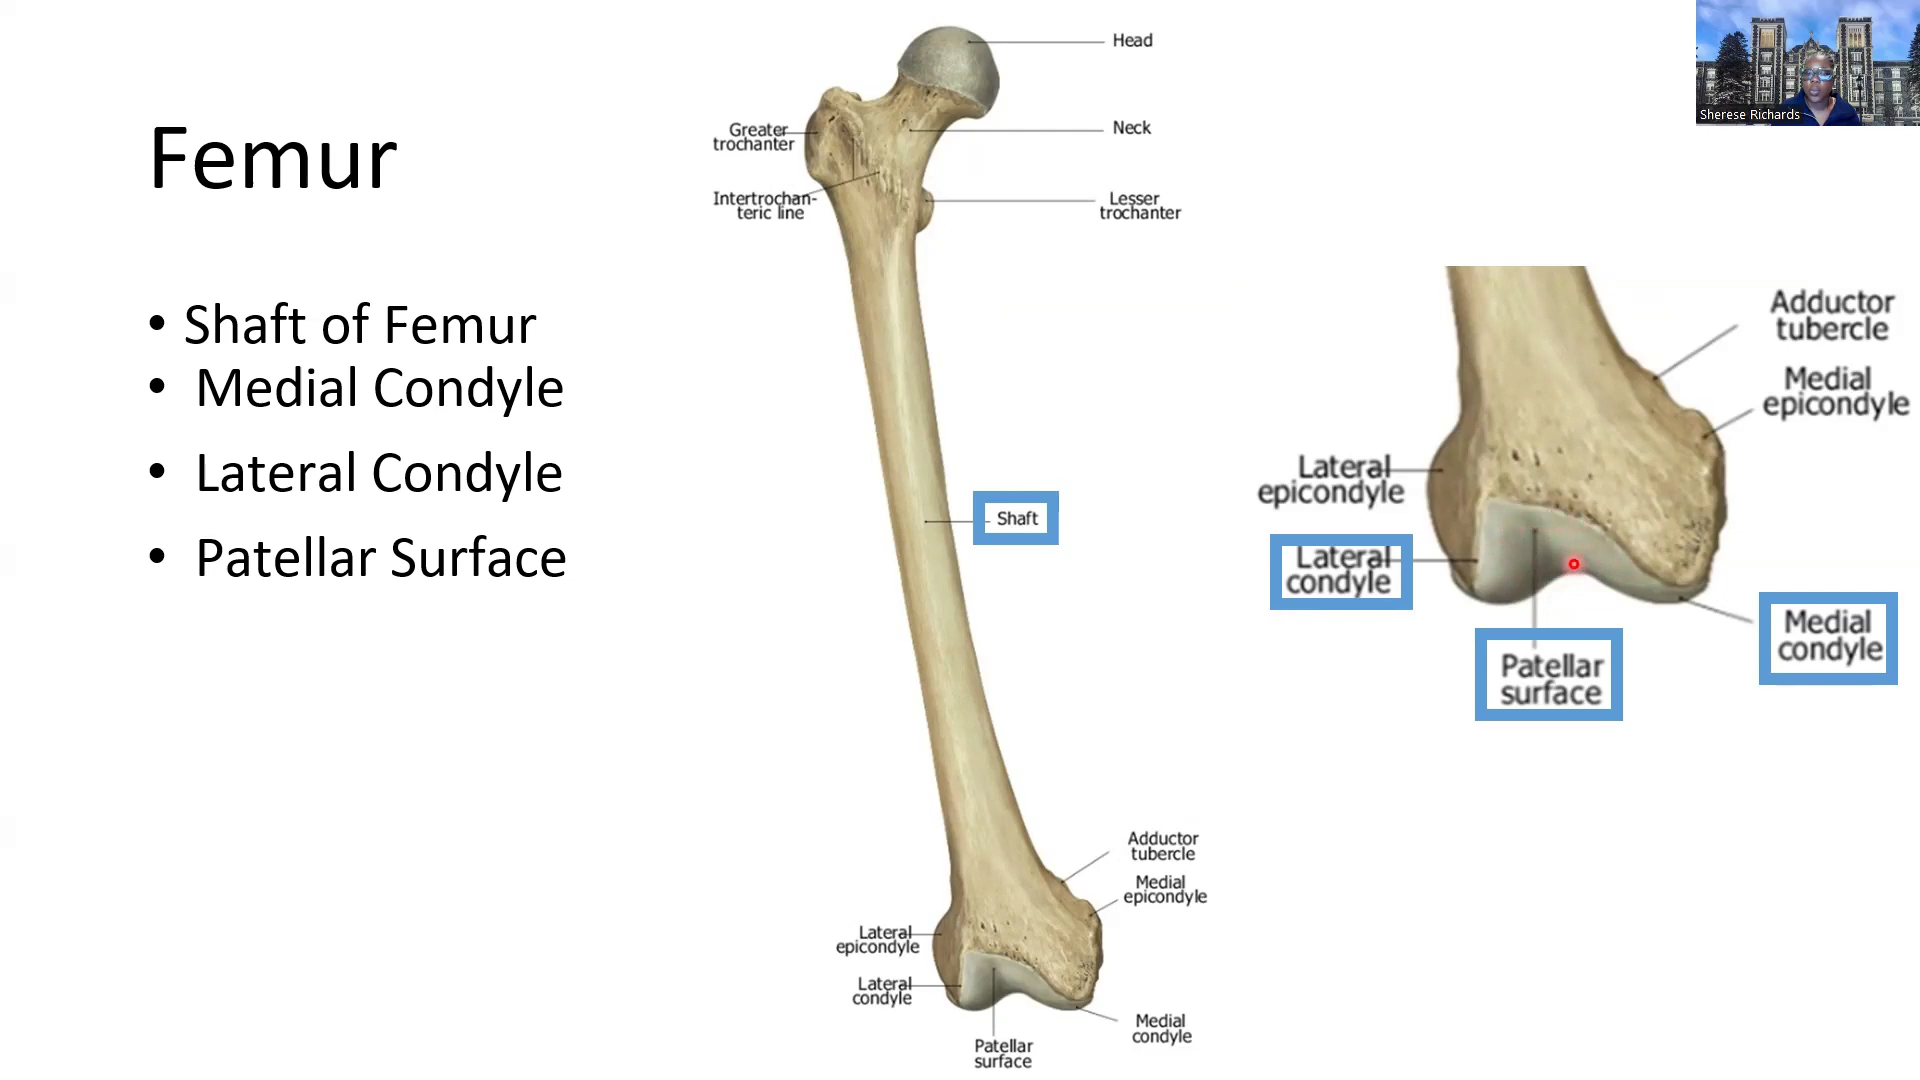 Femur
• Shaft of Femur
• Medial Condyle
• Lateral Condyle
• Patellar Surface
Head
Greater
trochanter
Neck
Intertrochan-
teric line
Lesser
trochanter
Shaft
Adductor
tubercle
Medial
epicondyle
Lateral
epicondyle
Lateral
condyle
Medial
condyle
Patellar
surface
Adductor
tubercle
Medial
epicondyle
Lateral
epicondyle
Lateral
condyle
Medial
condyle
Patellar
surface
Sherese Richards